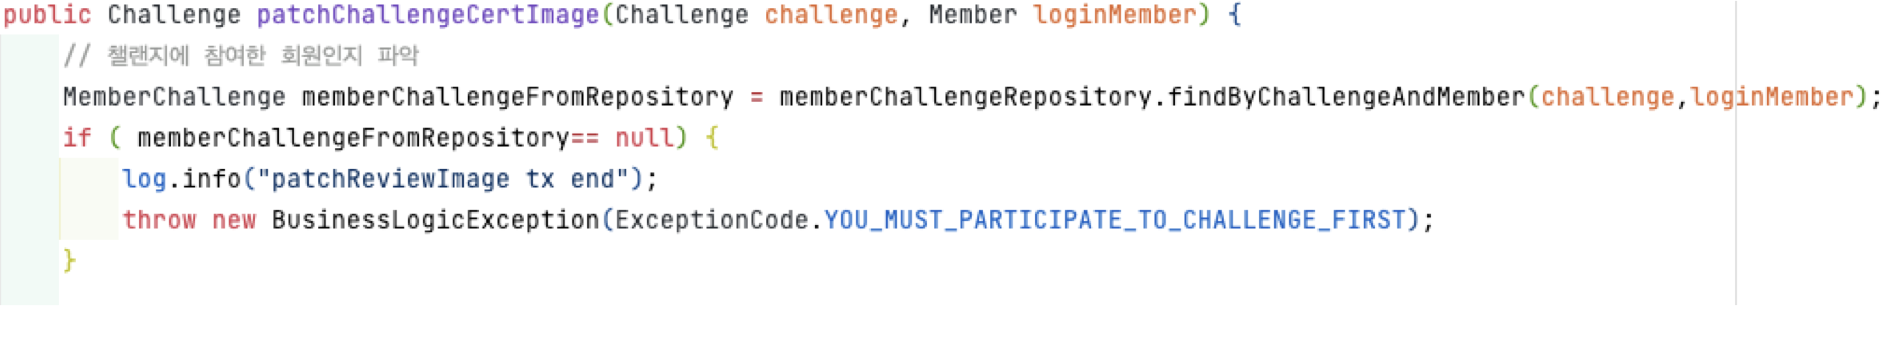 public Challenge patchChallengeCertImage(Challenge challenge, Member loginMember) {
// 챌랜지에 참여한 회원인지 파악
MemberChallenge memberChallengeFromRepository = memberChallengeRepository.findByChallengeAndMember(challenge,loginMember);
if ( memberChallengeFromRepository== null) {
log.info("patchReviewImage tx end");
throw new BusinessLogicException(ExceptionCode.YOU_MUST_PARTICIPATE_TO_CHALLENGE_FIRST);
}